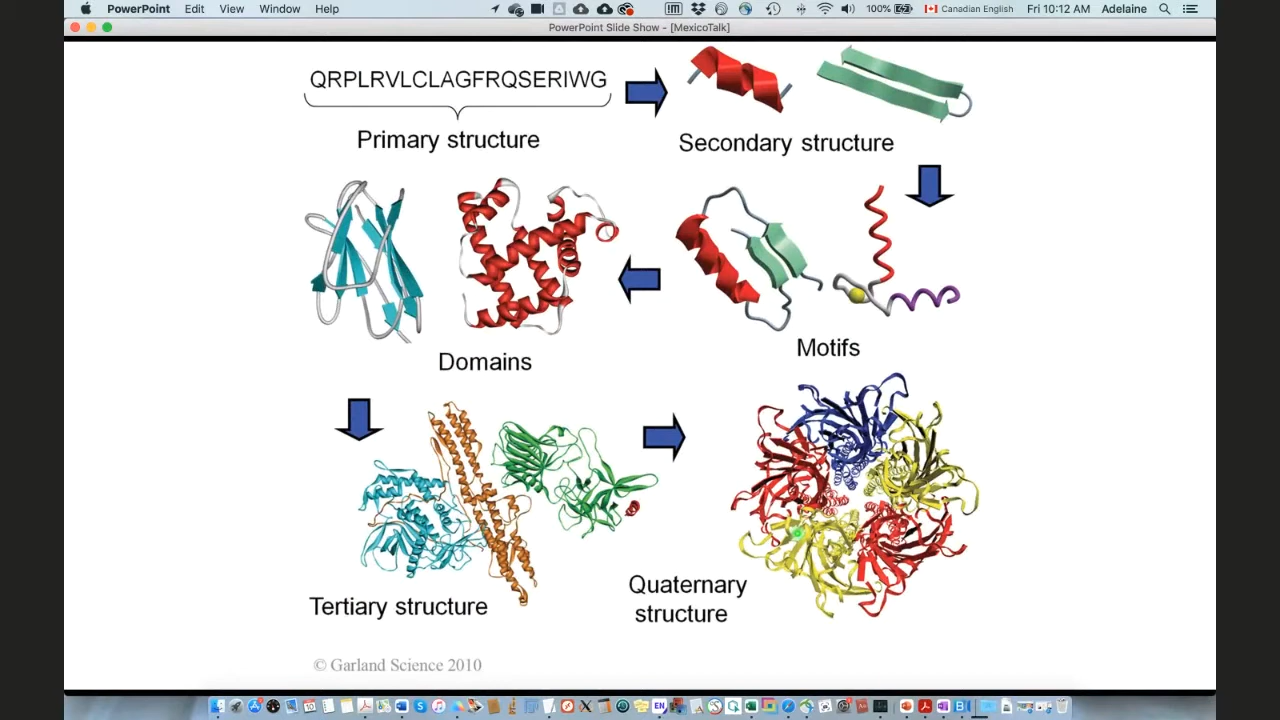 PowerPoint Edit View Window Help 100% Canadian English Fri 10:12 AM Adelaine
PowerPoint Slide Show - [MexicoTalk]
QRPLRVLCLAGFRQSERIWG
Primary structure
Secondary structure
Motifs
Domains
Tertiary structure
Quaternary
structure
© Garland Science 2010